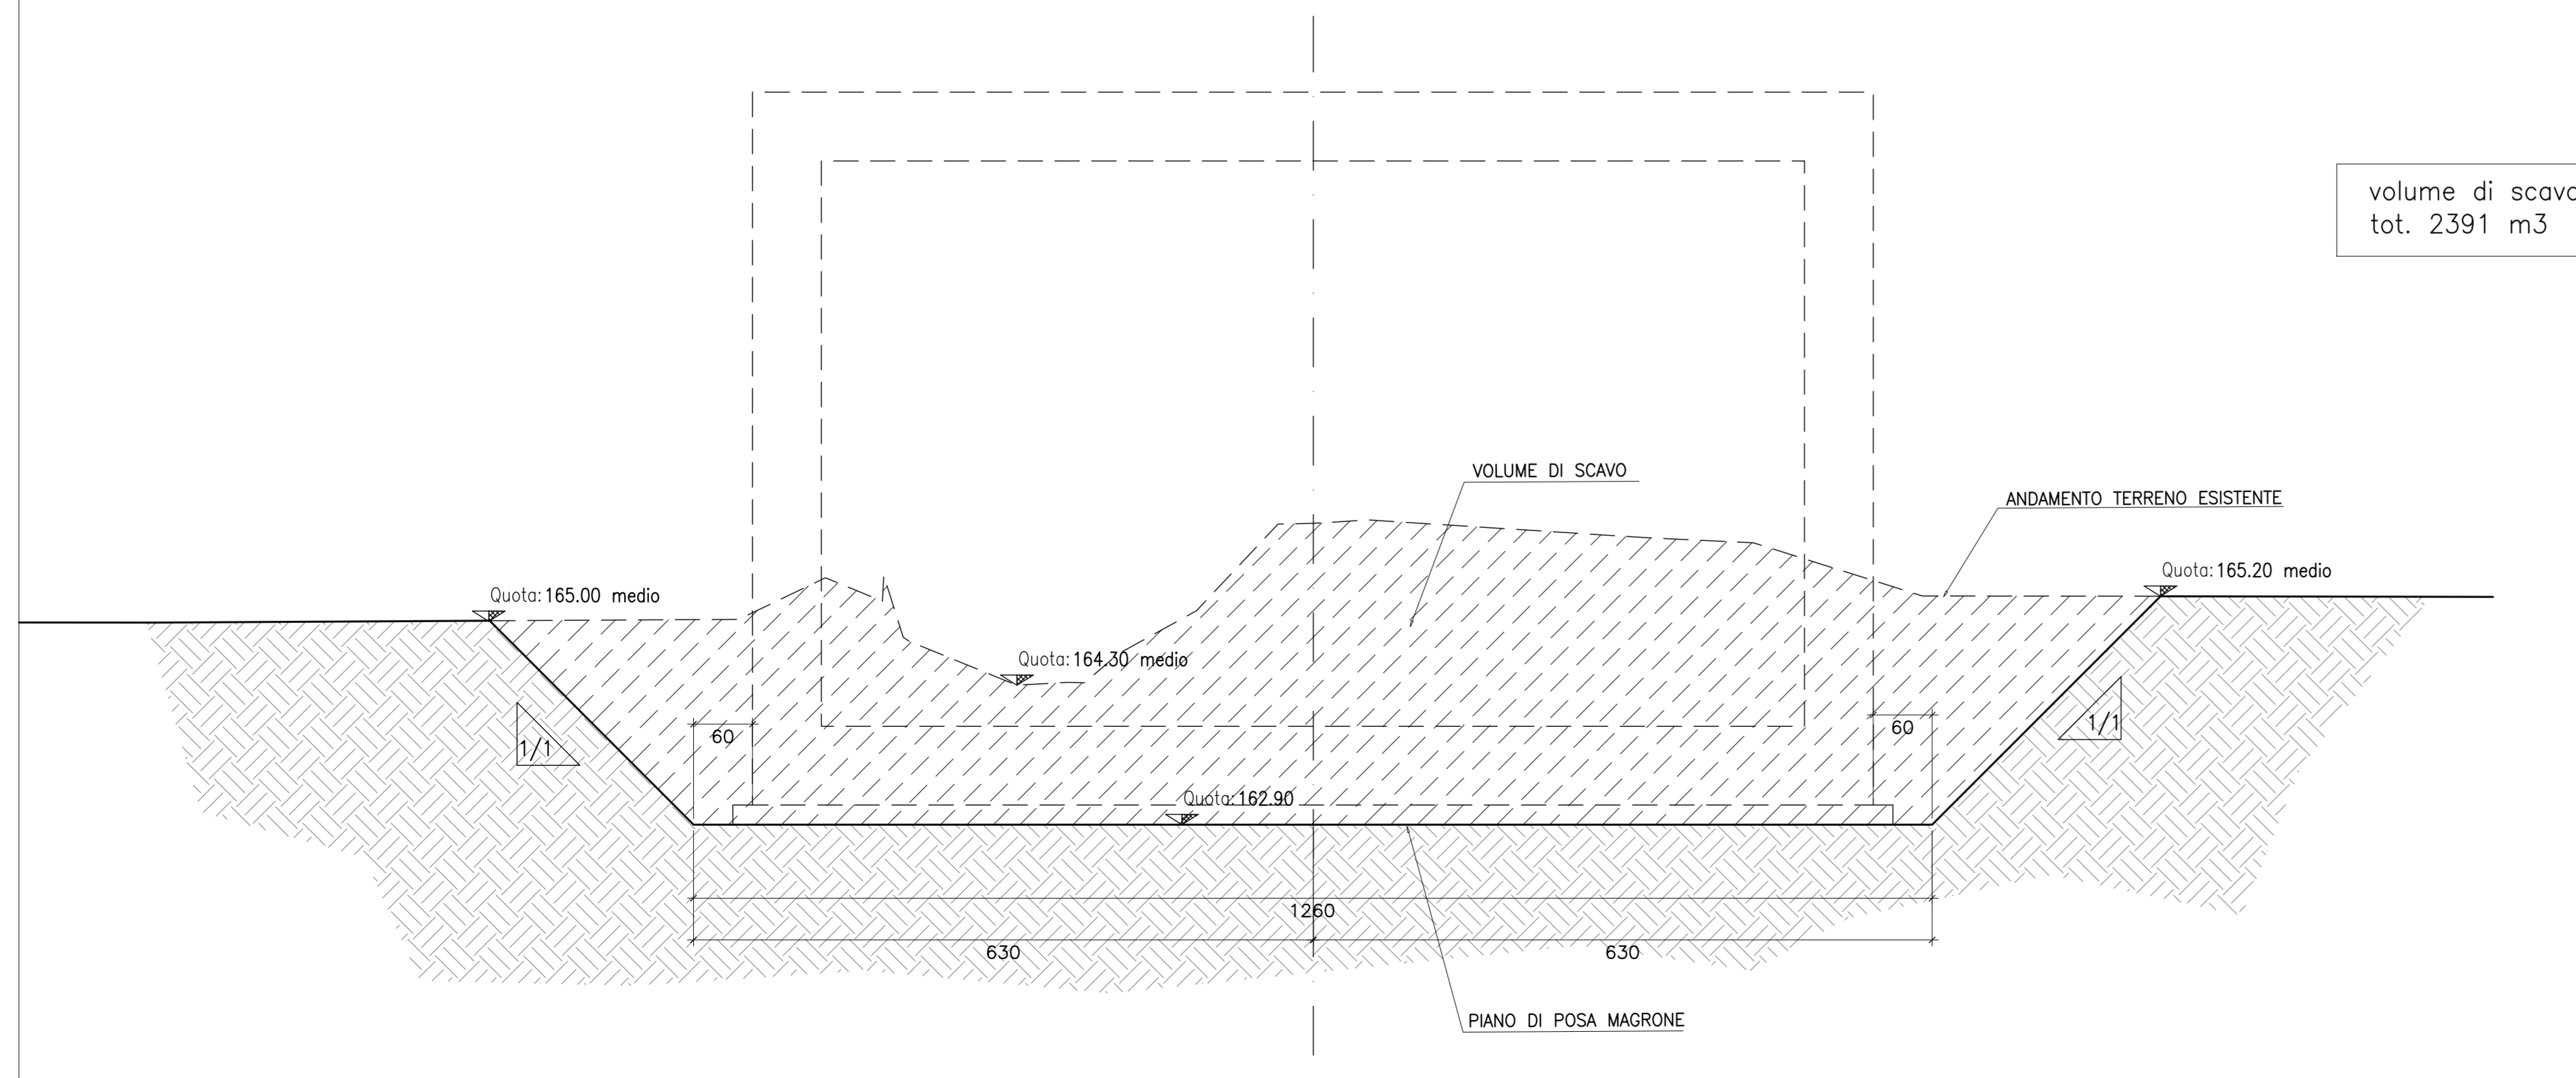 volume di scavo
tot. 2391 m3
VOLUME DI SCAVO
ANDAMENTO TERRENO ESISTENTE
Quota: 165.20 medio
Quota: 165.00 medio
Quota: 164.30 medio
1/1
60
60
1/1
Quota: 162.90
1260
630
630
PIANO DI POSA MAGRONE